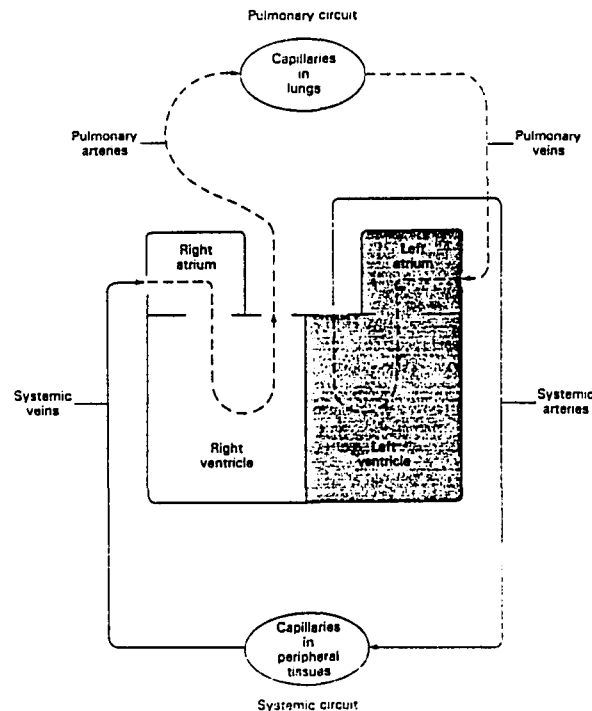 Pulmonary circuit
Capillaries
in
lungs
Pulmonary
arteries
Pulmonary
veins
Right
atrium
Left
atrium
Systemic
veins
Systemic
arteries
Right
ventricle
Left
ventricle
Capillaries
in
peripheral
tissues
Systemic circuit